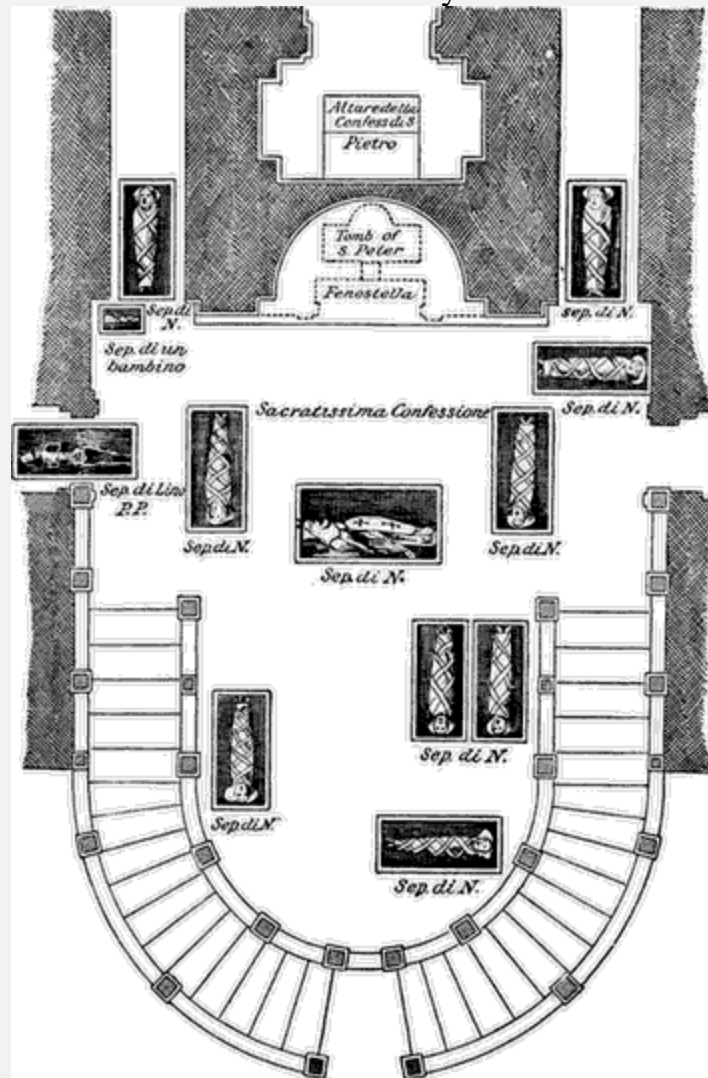 Altare della
Confess di S
Pietro
Tomb of
S. Peter
Fenestella
Sep. di
N.
Sep. di N.
Sep. di un
bambino
Sep. di N.
Sacratissima Confessione
Sep. di Lino
P.P.
Sep. di N.
Sep. di N.
Sep. di N.
Sep. di N.
Sep. di N.
Sep. di N.